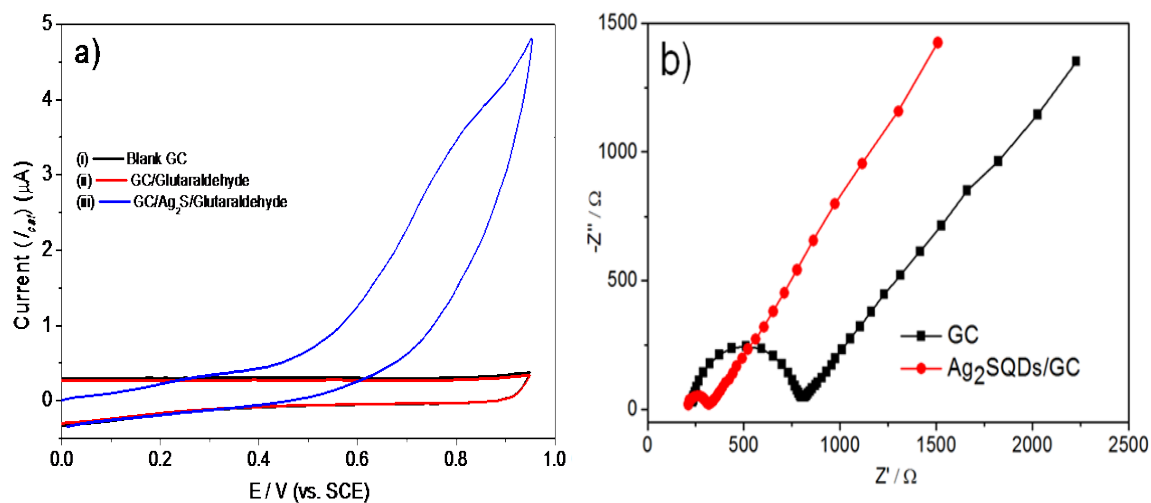 a)
5
4
3
2
1
0
Current (I_cat) (μA)
(i) Blank GC
(ii) GC/Glutaraldehyde
(iii) GC/Ag₂S/Glutaraldehyde
0.0 0.2 0.4 0.6 0.8 1.0
E / V (vs. SCE)
b)
1500
1000
500
0
-Z'' / Ω
GC
Ag₂SQDs/GC
0 500 1000 1500 2000 2500
Z' / Ω